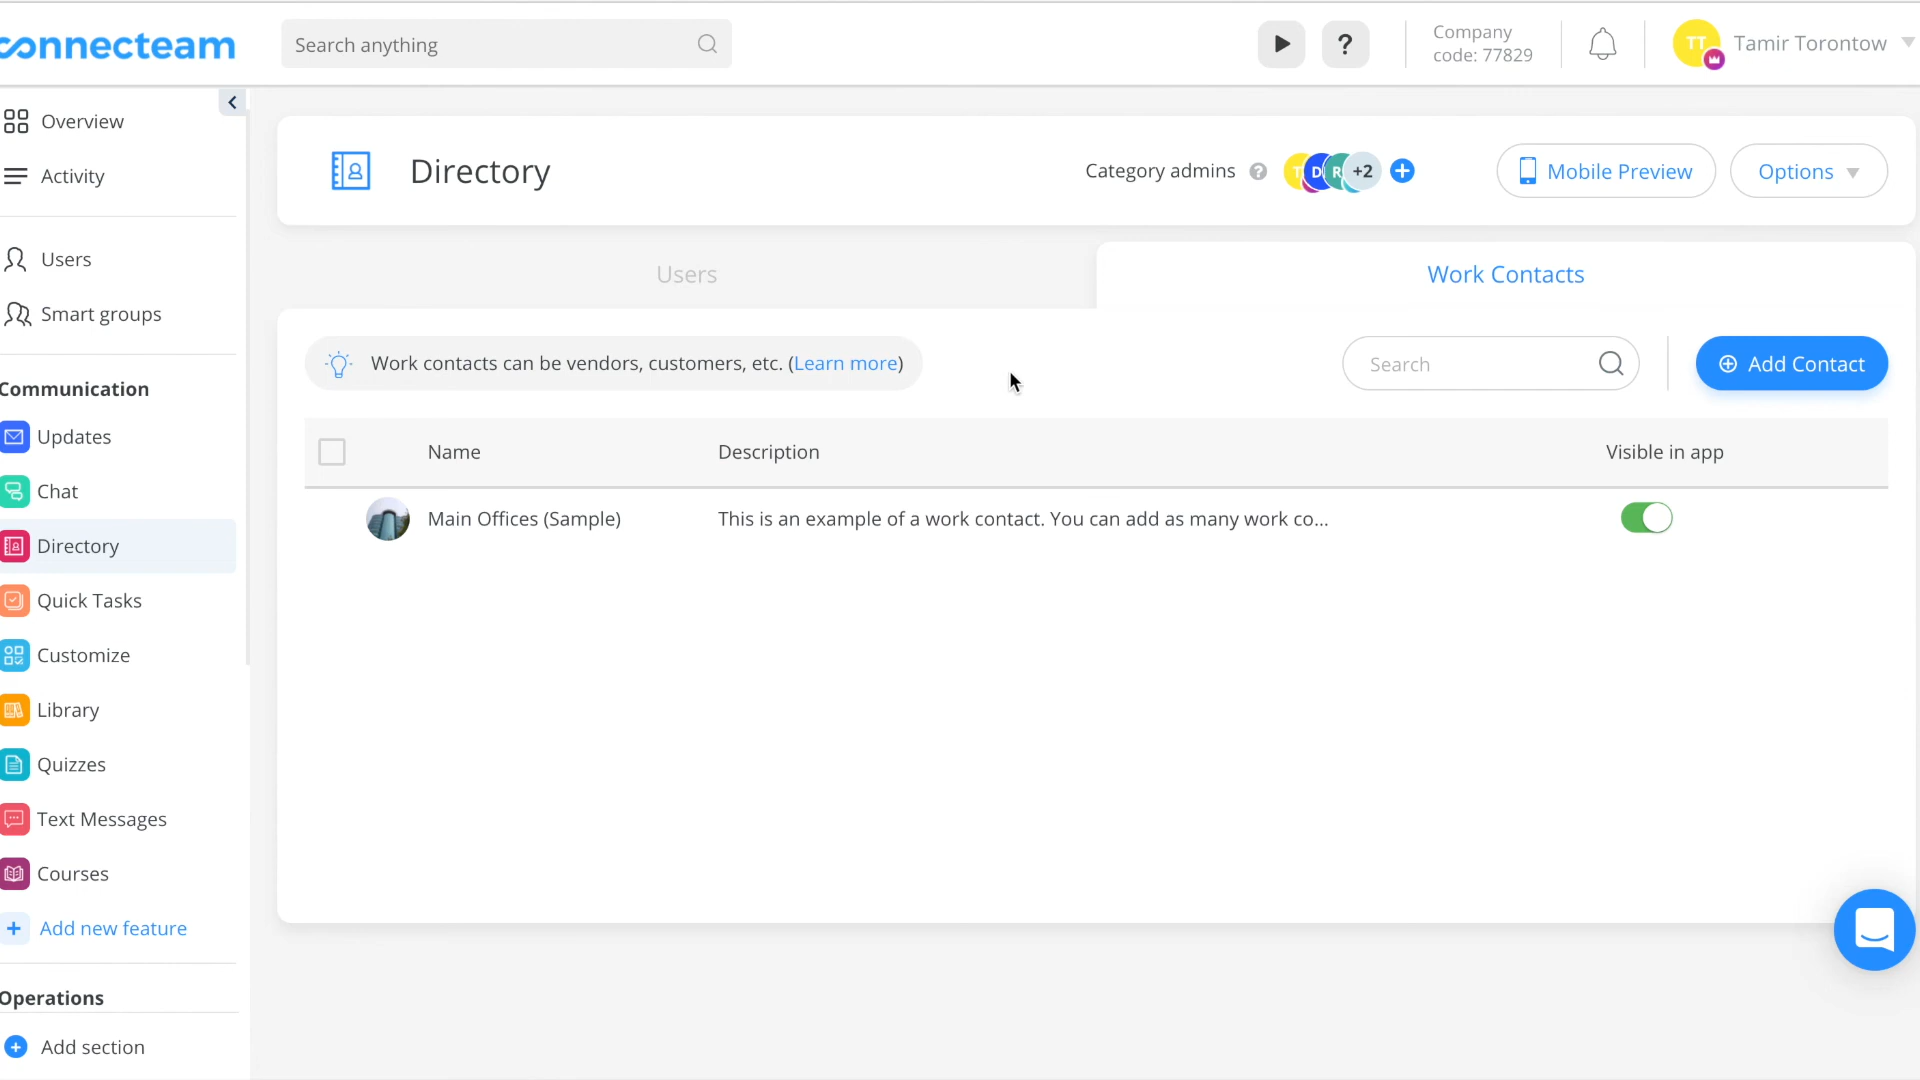 connecteam
Search anything
?
Company
code: 77829
TT
Tamir Torontow
Overview
Activity
Users
Smart groups
Communication
Updates
Chat
Directory
Quick Tasks
Customize
Library
Quizzes
Text Messages
Courses
Add new feature
Operations
Add section
Directory
Category admins ? T D R +2
Mobile Preview
Options
Users
Work Contacts
Work contacts can be vendors, customers, etc. (Learn more)
Search
Add Contact
Name Description Visible in app
Main Offices (Sample) This is an example of a work contact. You can add as many work co...